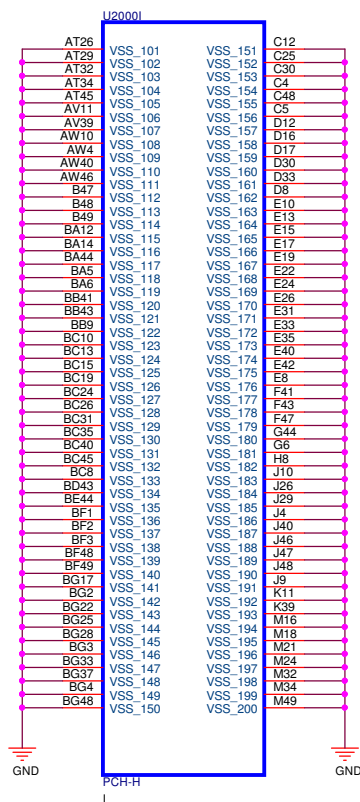 U2000I
AT26 VSS_101 VSS_151 C12
AT29 VSS_102 VSS_152 C25
AT32 VSS_103 VSS_153 C30
AT34 VSS_104 VSS_154 C4
AT45 VSS_105 VSS_155 C48
AV11 VSS_106 VSS_156 C5
AV39 VSS_107 VSS_157 D12
AW10 VSS_108 VSS_158 D16
AW4 VSS_109 VSS_159 D17
AW40 VSS_110 VSS_160 D30
AW46 VSS_111 VSS_161 D33
B47 VSS_112 VSS_162 D8
B48 VSS_113 VSS_163 E10
B49 VSS_114 VSS_164 E13
BA12 VSS_115 VSS_165 E15
BA14 VSS_116 VSS_166 E17
BA44 VSS_117 VSS_167 E19
BA5 VSS_118 VSS_168 E22
BA6 VSS_119 VSS_169 E24
BB41 VSS_120 VSS_170 E26
BB43 VSS_121 VSS_171 E31
BB9 VSS_122 VSS_172 E33
BC10 VSS_123 VSS_173 E35
BC13 VSS_124 VSS_174 E40
BC15 VSS_125 VSS_175 E42
BC19 VSS_126 VSS_176 E8
BC24 VSS_127 VSS_177 F41
BC26 VSS_128 VSS_178 F43
BC31 VSS_129 VSS_179 F47
BC35 VSS_130 VSS_180 G44
BC40 VSS_131 VSS_181 G6
BC45 VSS_132 VSS_182 H8
BC8 VSS_133 VSS_183 J10
BD43 VSS_134 VSS_184 J26
BE44 VSS_135 VSS_185 J29
BF1 VSS_136 VSS_186 J4
BF2 VSS_137 VSS_187 J40
BF3 VSS_138 VSS_188 J46
BF48 VSS_139 VSS_189 J47
BF49 VSS_140 VSS_190 J48
BG17 VSS_141 VSS_191 J9
BG2 VSS_142 VSS_192 K11
BG22 VSS_143 VSS_193 K39
BG25 VSS_144 VSS_194 M16
BG28 VSS_145 VSS_195 M18
BG3 VSS_146 VSS_196 M21
BG33 VSS_147 VSS_197 M24
BG37 VSS_148 VSS_198 M32
BG4 VSS_149 VSS_199 M34
BG48 VSS_150 VSS_200 M49
GND GND
PCH-H
I